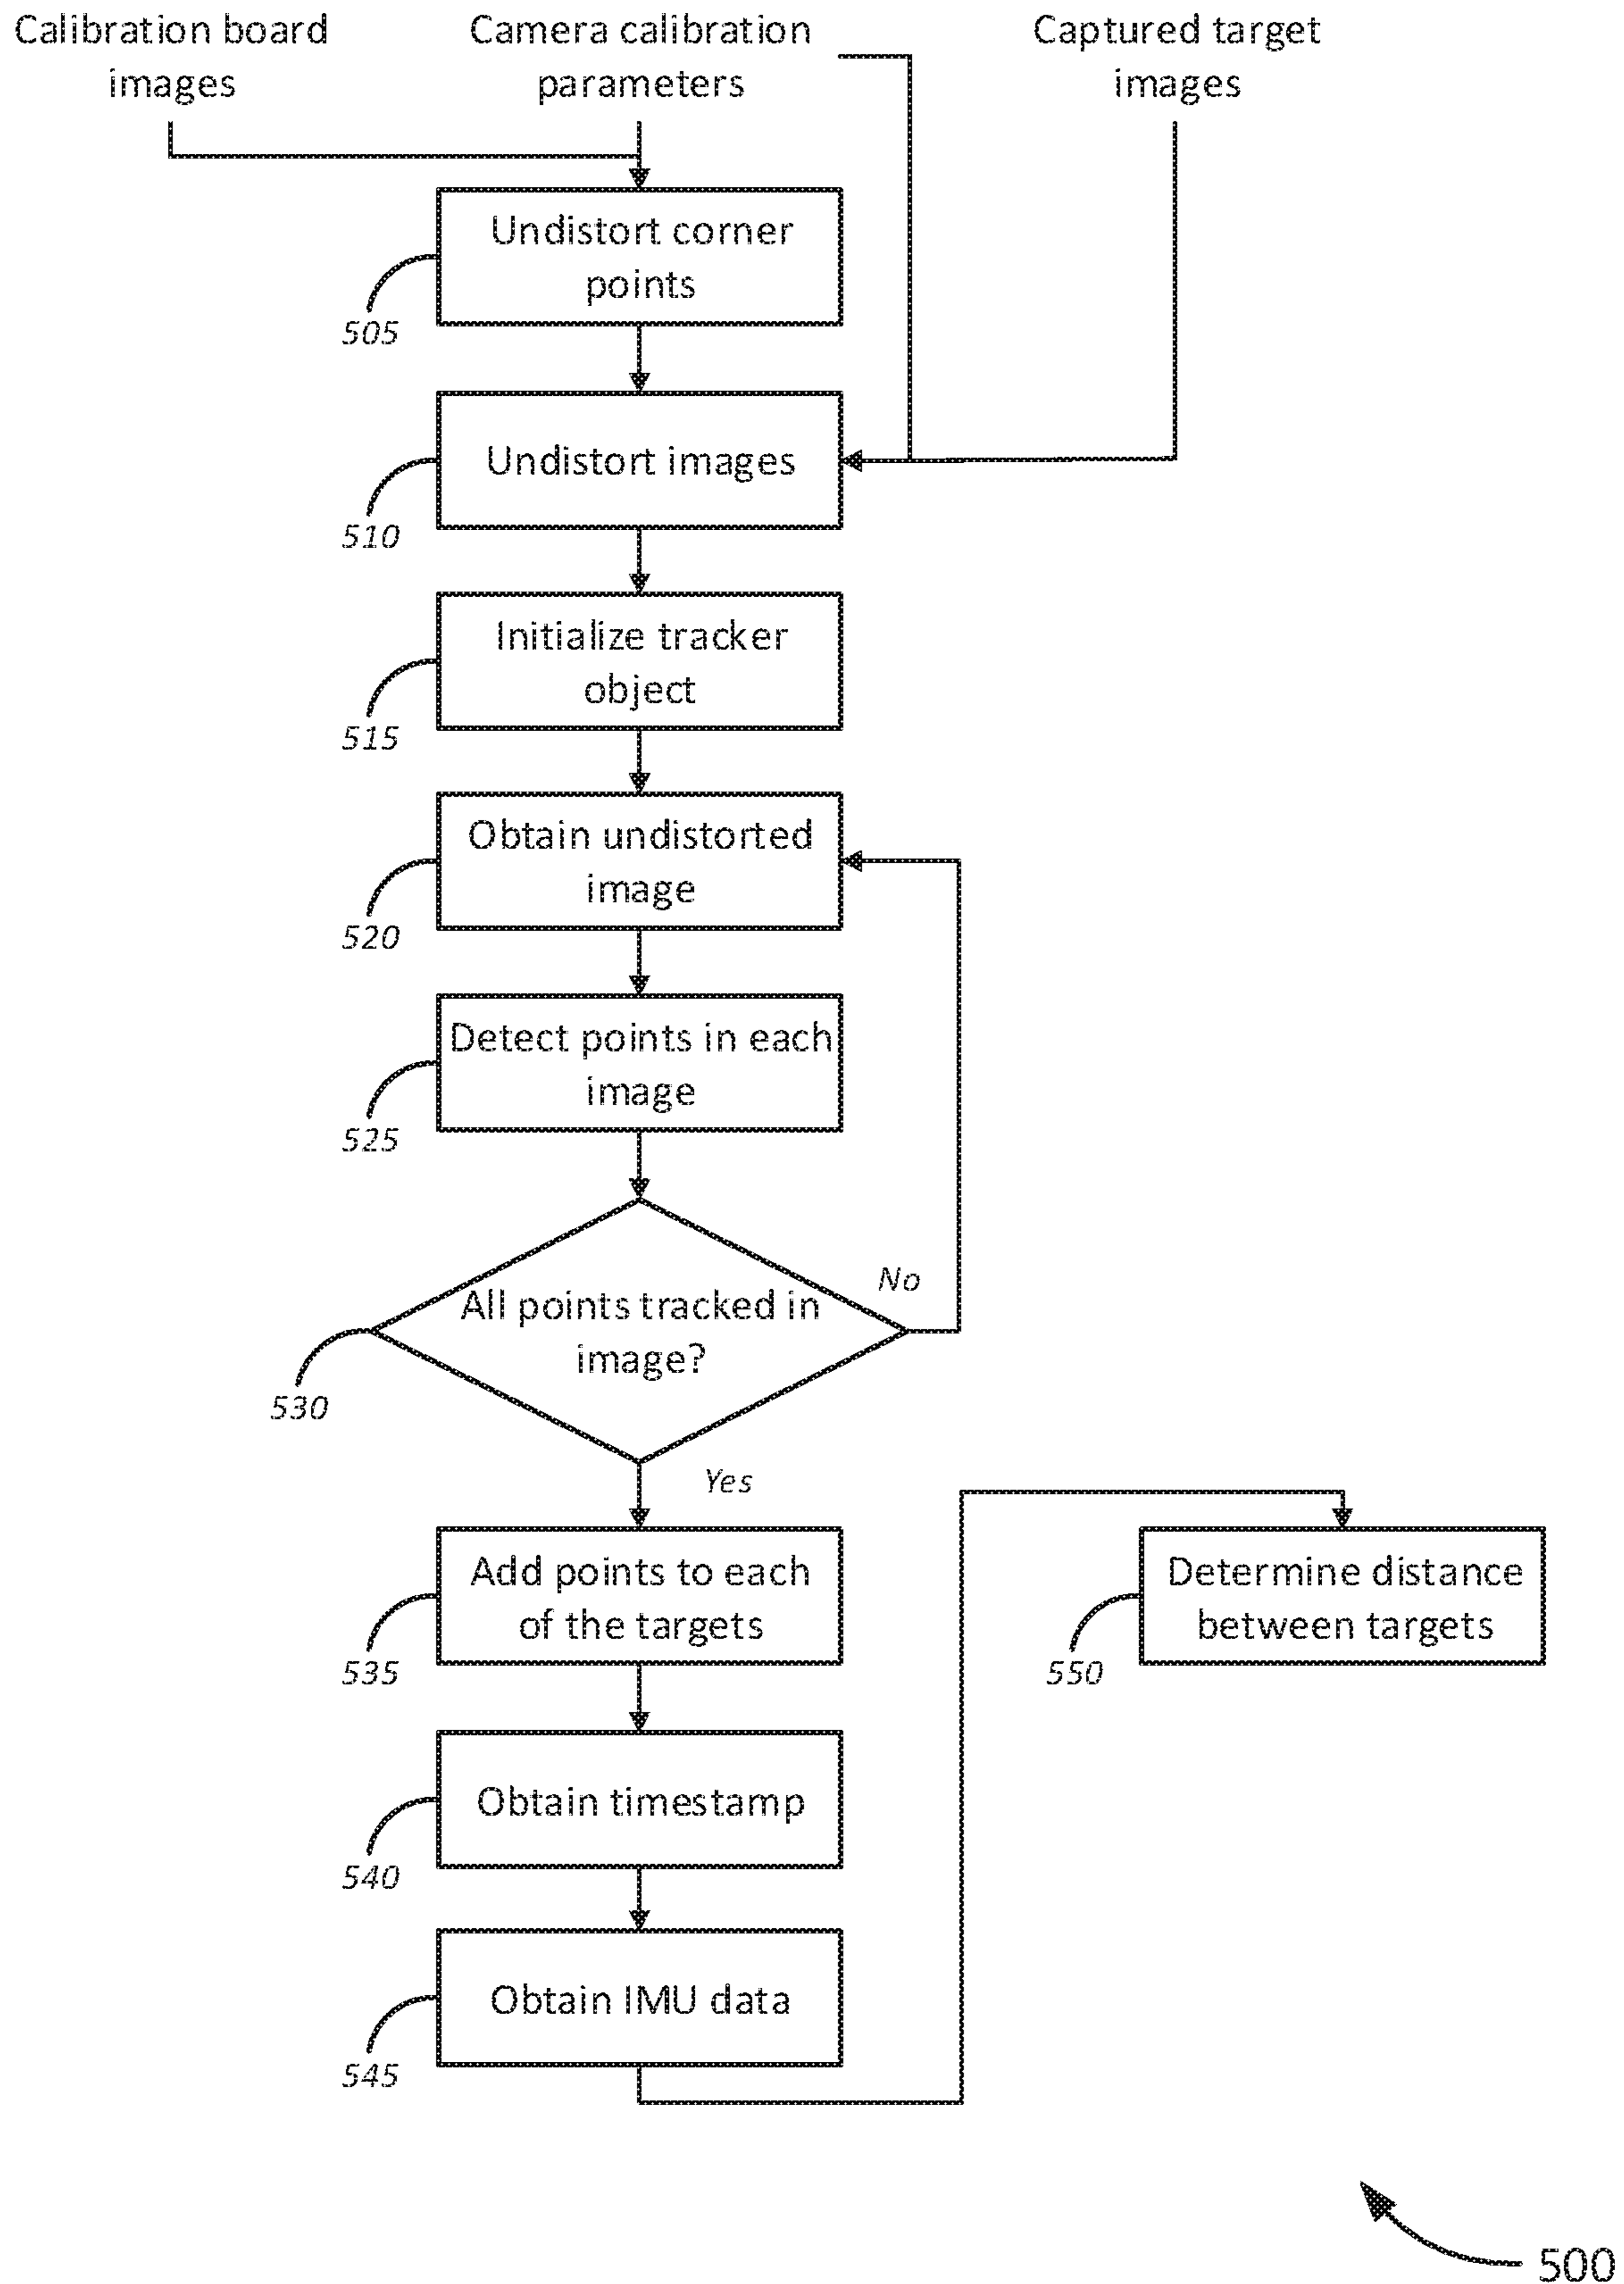 Calibration board
images
Camera calibration
parameters
Captured target
images
Undistort corner
points
505
Undistort images
510
Initialize tracker
object
515
Obtain undistorted
image
520
Detect points in each
image
525
All points tracked in
image?
No
530
Yes
Add points to each
of the targets
535
Determine distance
between targets
550
Obtain timestamp
540
Obtain IMU data
545
500